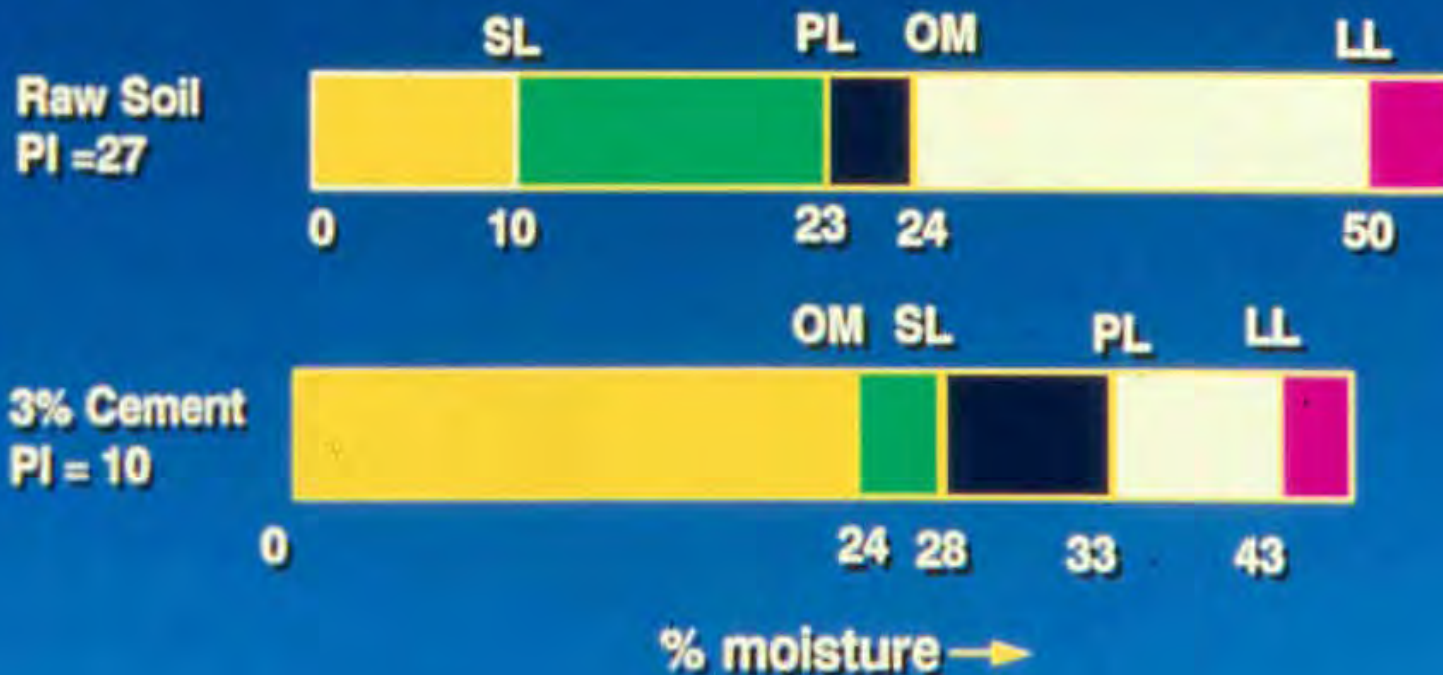 SL PL OM LL
Raw Soil
PI =27
0 10 23 24 50
OM SL PL LL
3% Cement
PI = 10
0 24 28 33 43
% moisture